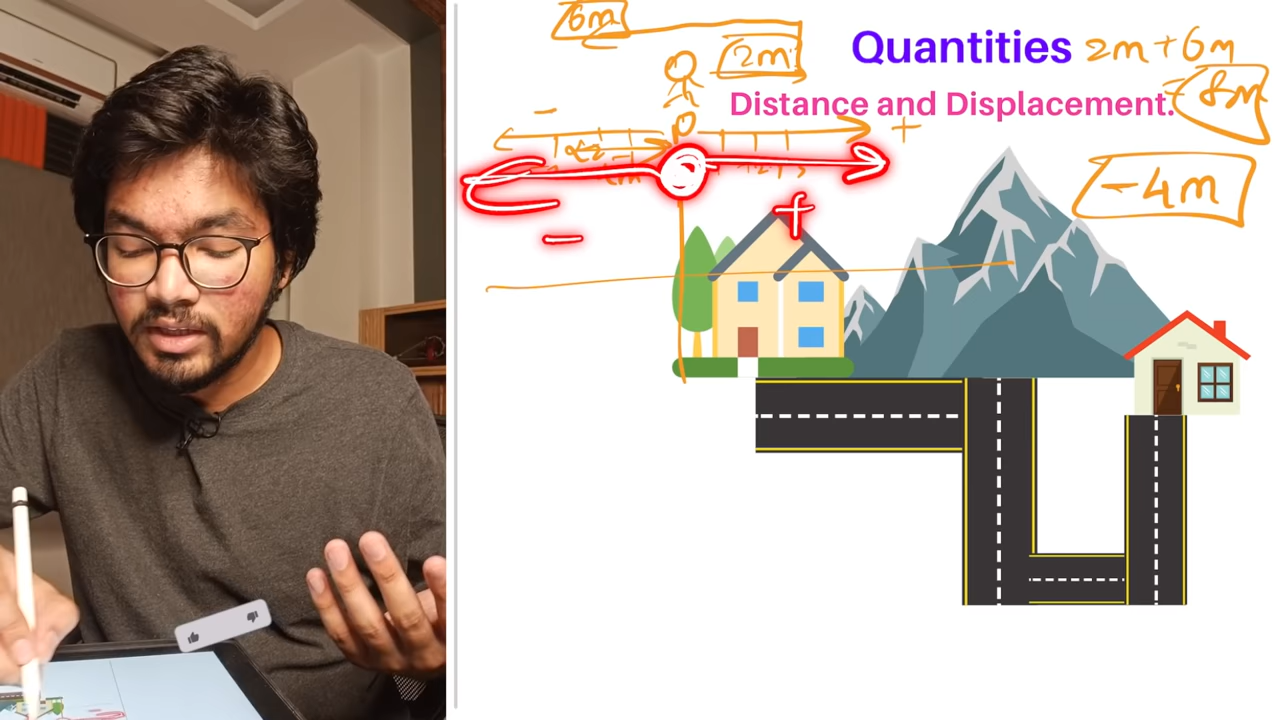 6m
Quantities 2m + 6m
2m
Distance and Displacement. = 8m
-
+
-4m
+
-